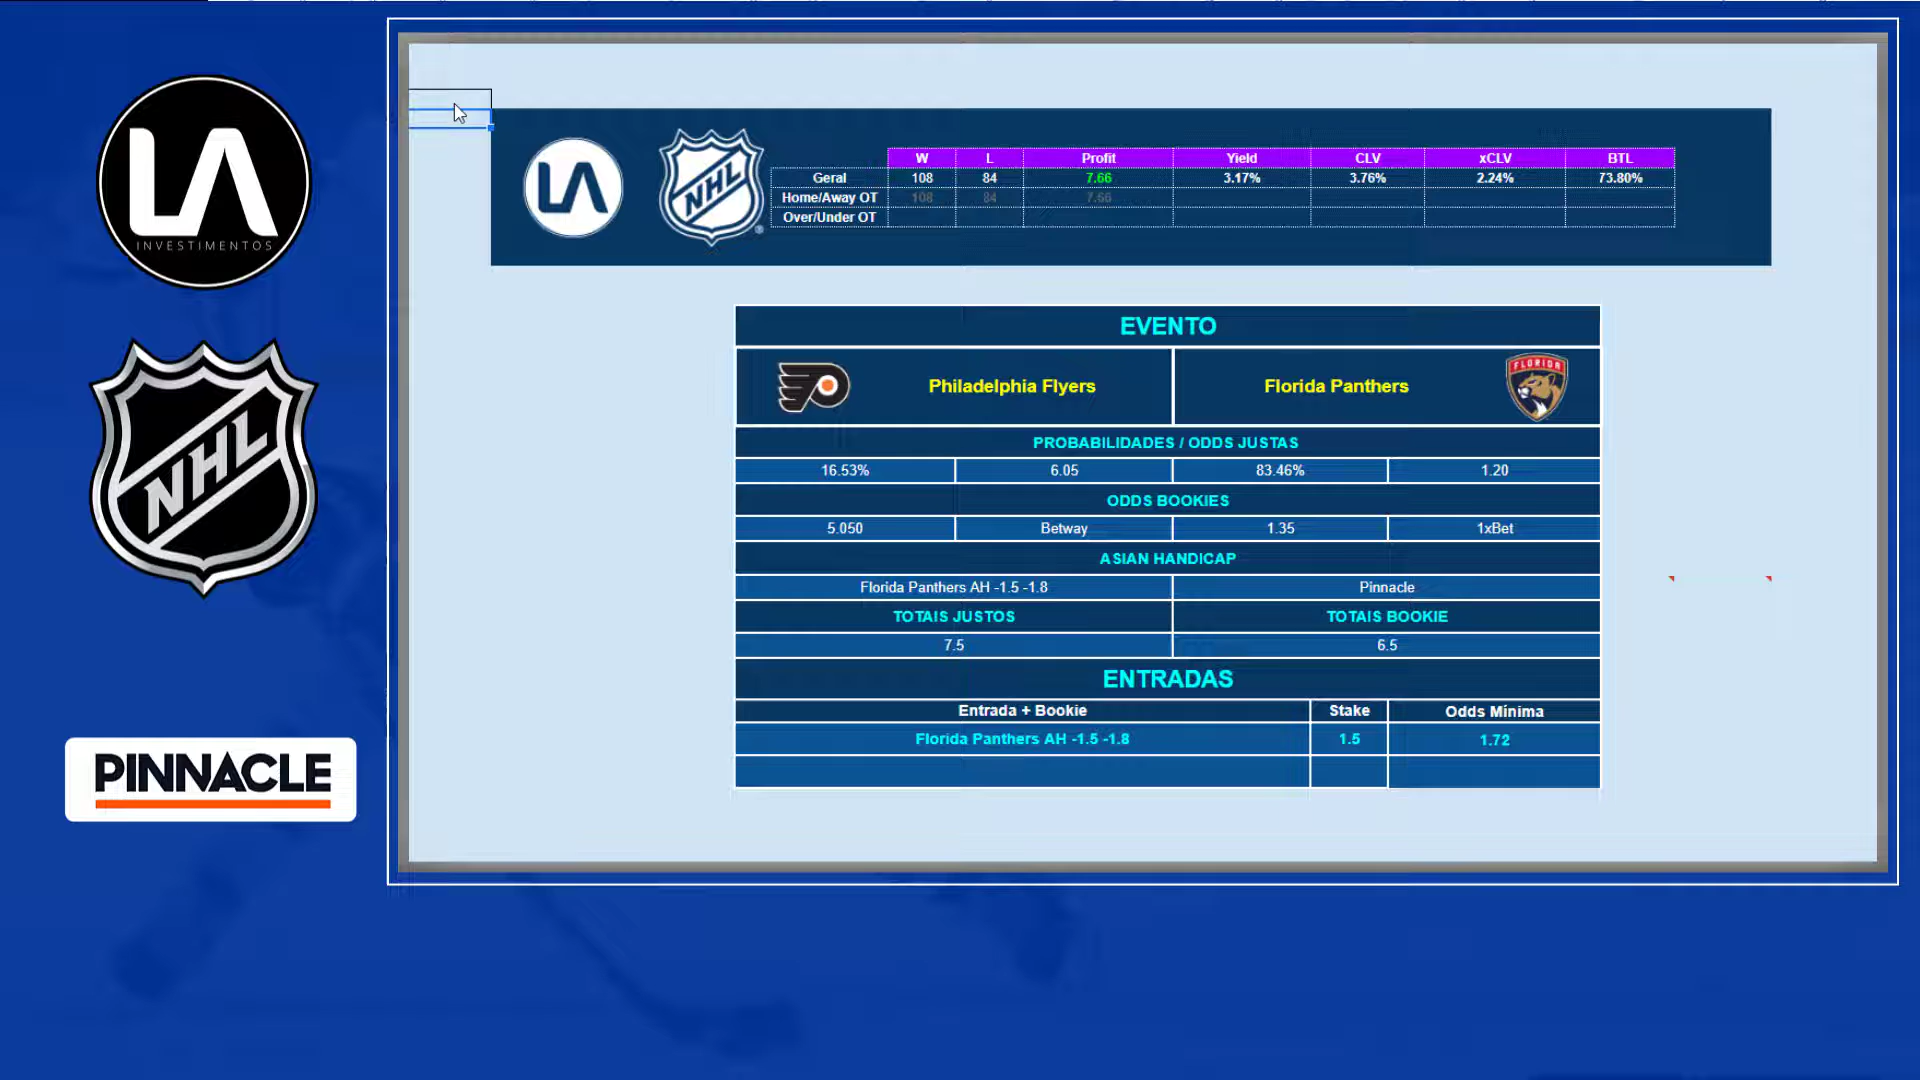 LA
INVESTIMENTOS
NHL
PINNACLE
LA
NHL
®
W L Profit Yield CLV xCLV BTL
Geral 108 84 7.66 3.17% 3.76% 2.24% 73.80%
Home/Away OT 108 84 7.66
Over/Under OT
EVENTO
Philadelphia Flyers Florida Panthers
FLORIDA
PROBABILIDADES / ODDS JUSTAS
16.53% 6.05 83.46% 1.20
ODDS BOOKIES
5.050 Betway 1.35 1xBet
ASIAN HANDICAP
Florida Panthers AH -1.5 -1.8 Pinnacle
TOTAIS JUSTOS TOTAIS BOOKIE
7.5 6.5
ENTRADAS
Entrada + Bookie Stake Odds Mínima
Florida Panthers AH -1.5 -1.8 1.5 1.72